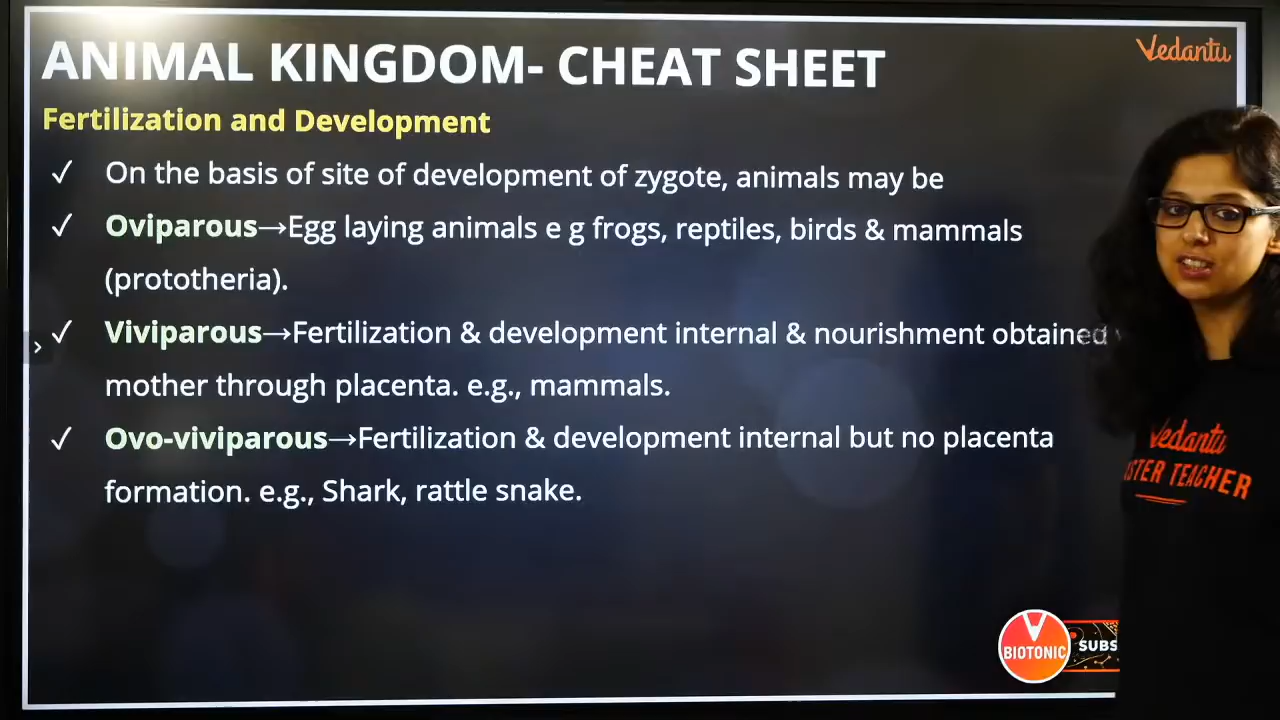 ANIMAL KINGDOM- CHEAT SHEET
Vedantu
Fertilization and Development
✓ On the basis of site of development of zygote, animals may be
✓ Oviparous→Egg laying animals e g frogs, reptiles, birds & mammals
(prototheria).
✓ Viviparous→Fertilization & development internal & nourishment obtained
mother through placenta. e.g., mammals.
✓ Ovo-viviparous→Fertilization & development internal but no placenta
formation. e.g., Shark, rattle snake.
Vedantu
STER TEACHER
BIOTONIC
SUBS